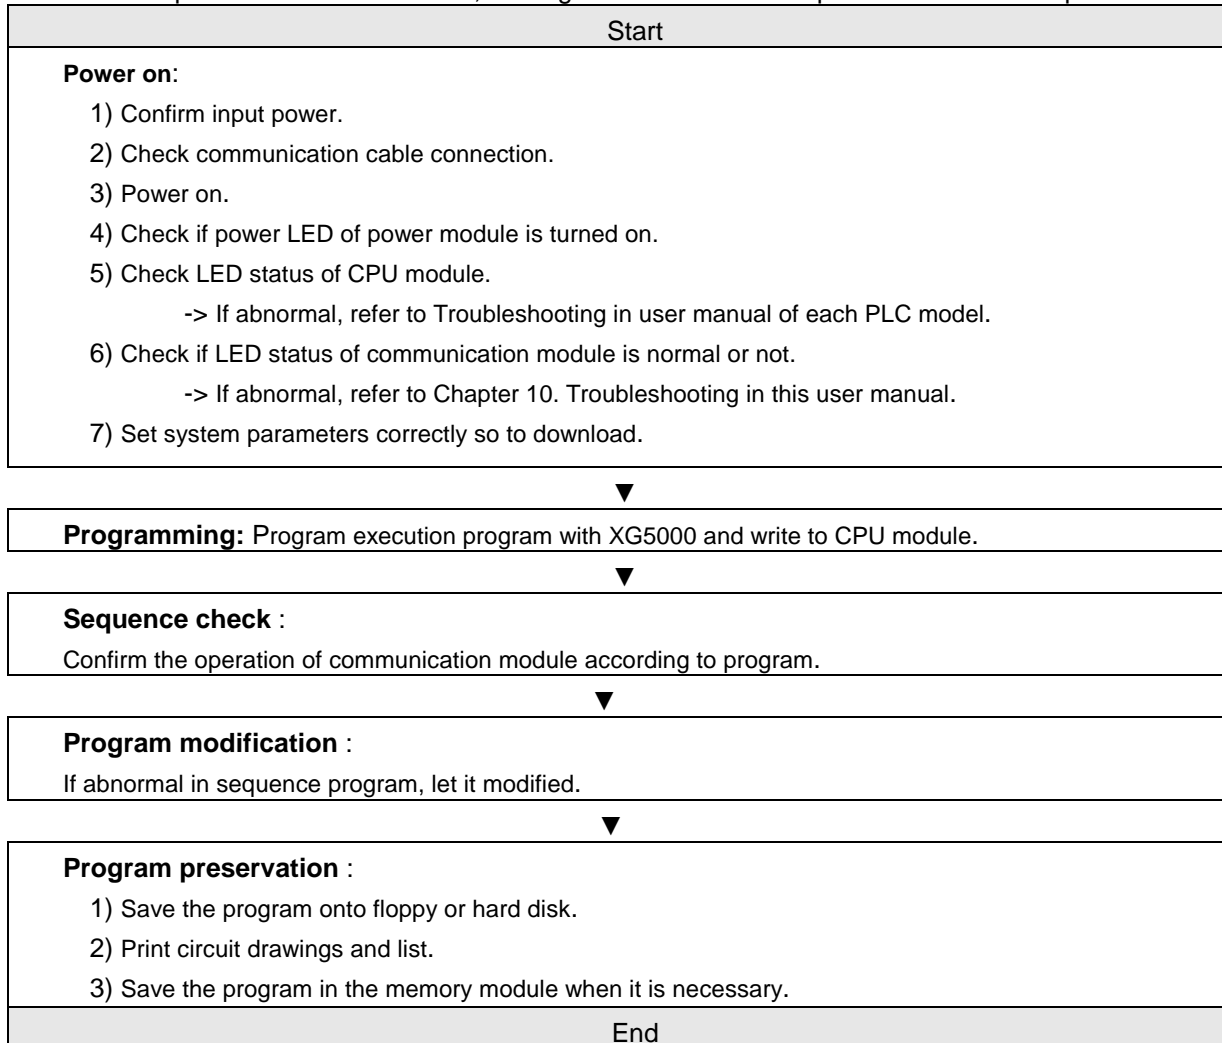 Start
Power on:
1) Confirm input power.
2) Check communication cable connection.
3) Power on.
4) Check if power LED of power module is turned on.
5) Check LED status of CPU module.
-> If abnormal, refer to Troubleshooting in user manual of each PLC model.
6) Check if LED status of communication module is normal or not.
-> If abnormal, refer to Chapter 10. Troubleshooting in this user manual.
7) Set system parameters correctly so to download.
▼
Programming: Program execution program with XG5000 and write to CPU module.
▼
Sequence check :
Confirm the operation of communication module according to program.
▼
Program modification :
If abnormal in sequence program, let it modified.
▼
Program preservation :
1) Save the program onto floppy or hard disk.
2) Print circuit drawings and list.
3) Save the program in the memory module when it is necessary.
End